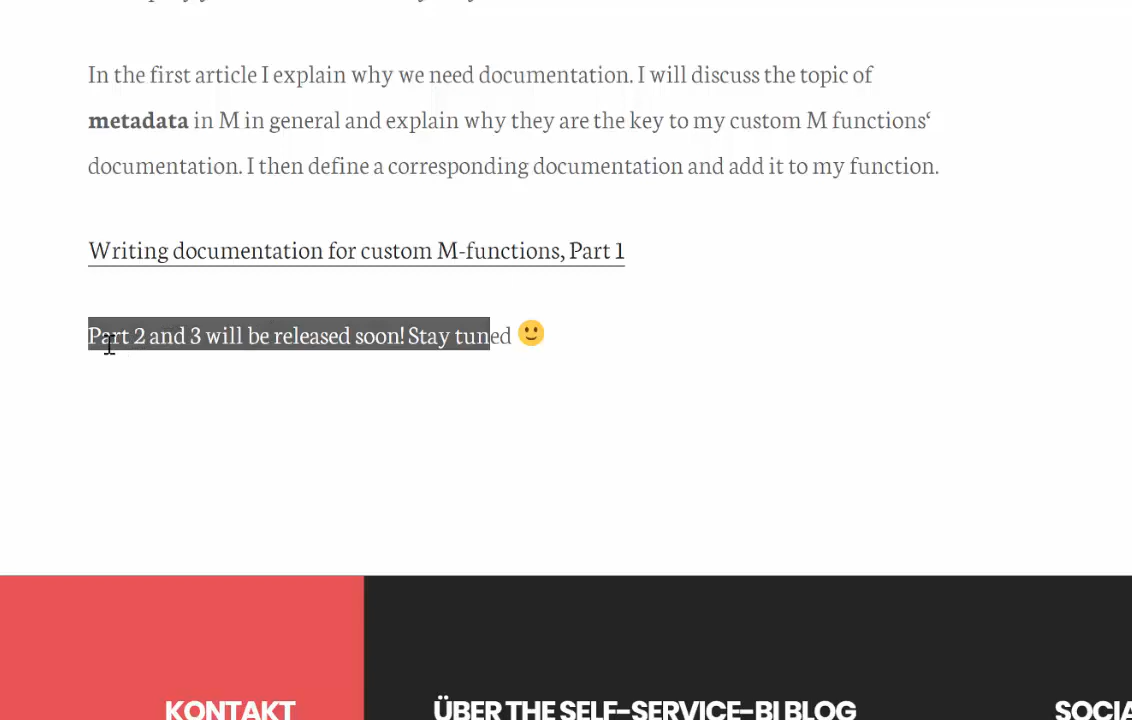 In the first article I explain why we need documentation. I will discuss the topic of
metadata in M in general and explain why they are the key to my custom M functions‘
documentation. I then define a corresponding documentation and add it to my function.
Writing documentation for custom M-functions, Part 1
Part 2 and 3 will be released soon! Stay tuned 🙂
KONTAKT
ÜBER THE SELF-SERVICE-BI BLOG
SOCIA